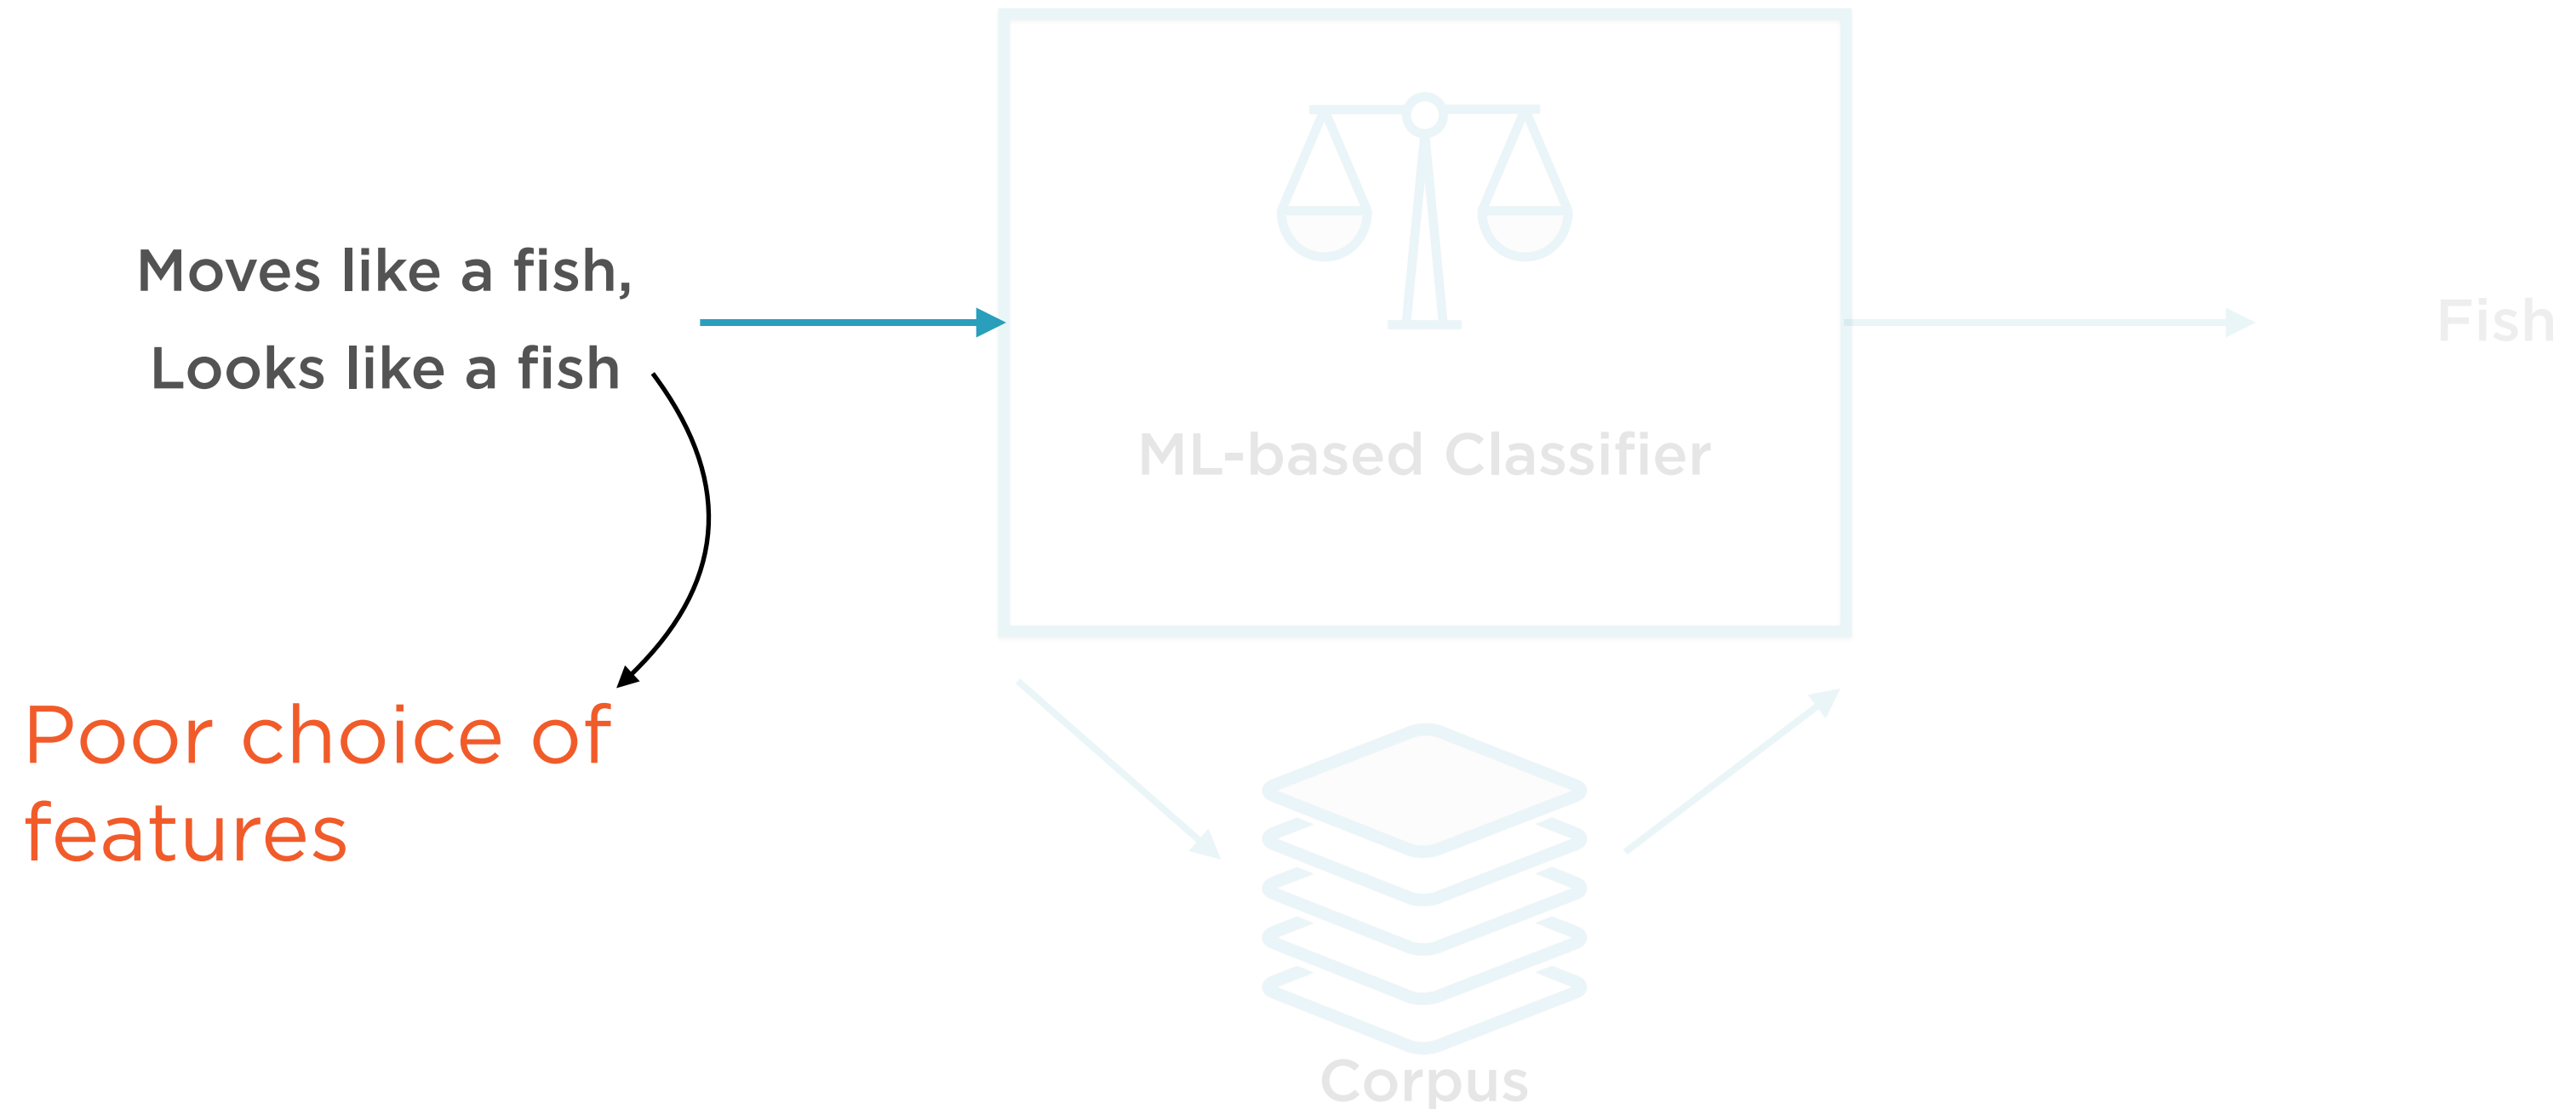 Moves like a fish,
Looks like a fish
ML-based Classifier
Fish
Poor choice of
features
Corpus